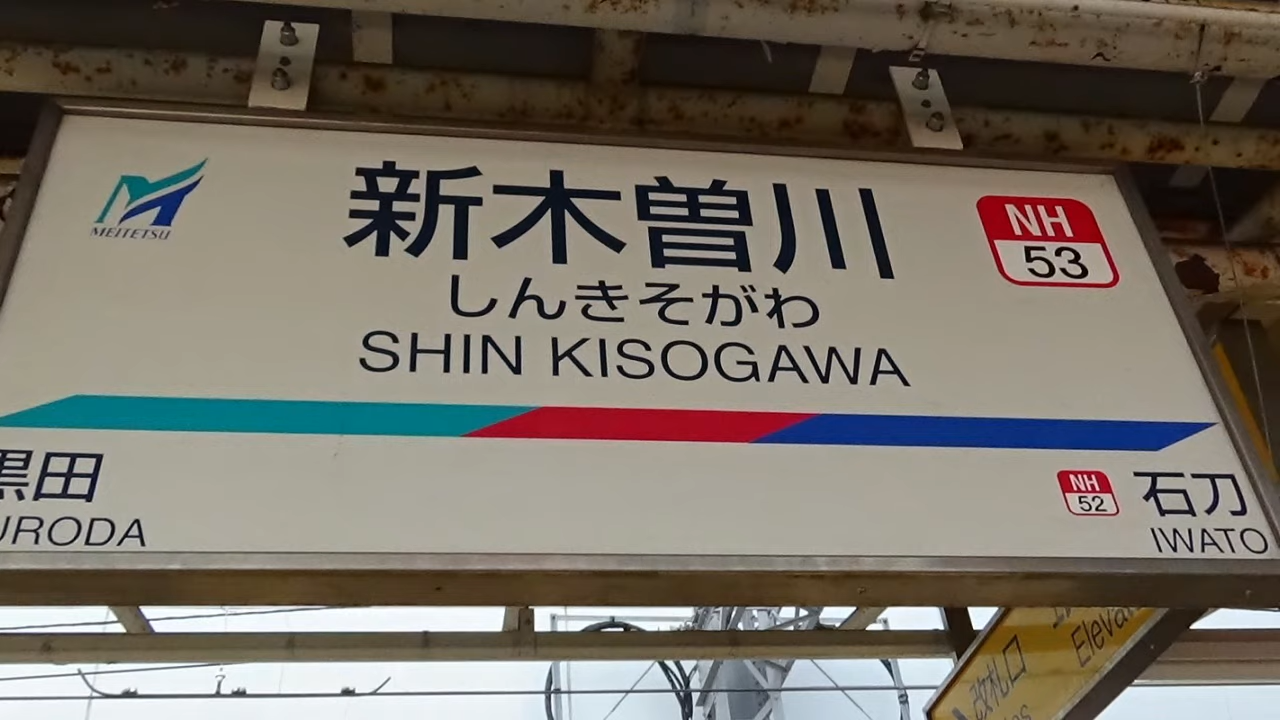 MEITETSU
新木曽川
しんきそがわ
SHIN KISOGAWA
NH
53
黒田
URODA
NH
52
石刀
IWATO
改札口
Eleva